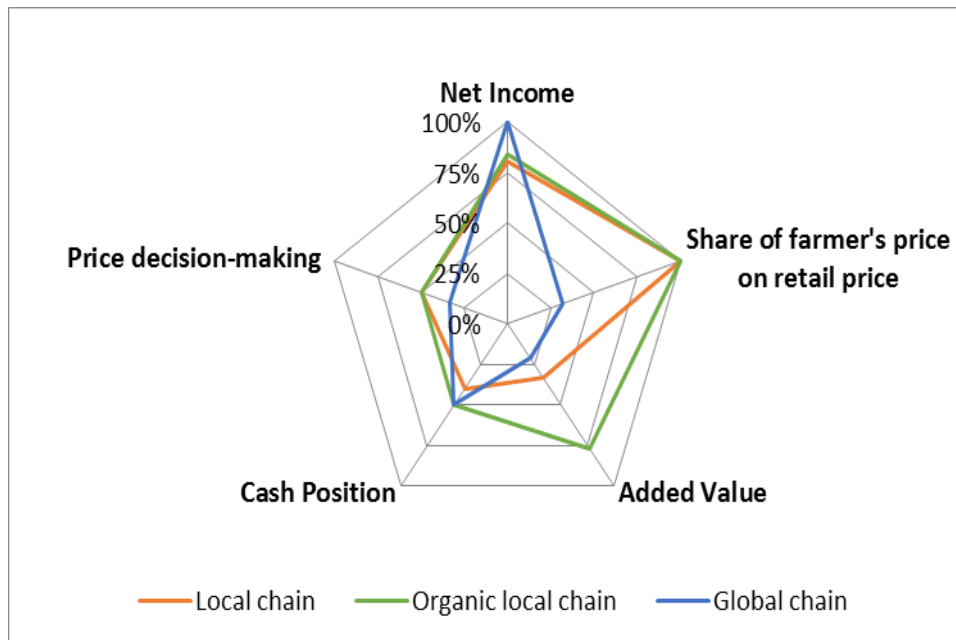 Net Income
100%
75%
50%
25%
0%
Share of farmer's price
on retail price
Price decision-making
Cash Position
Added Value
Local chain
Organic local chain
Global chain